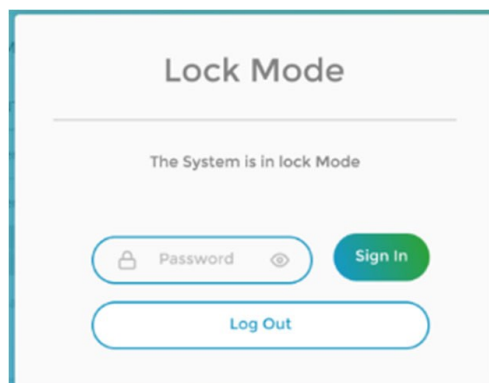 Lock Mode
The System is in lock Mode
Password
Sign In
Log Out